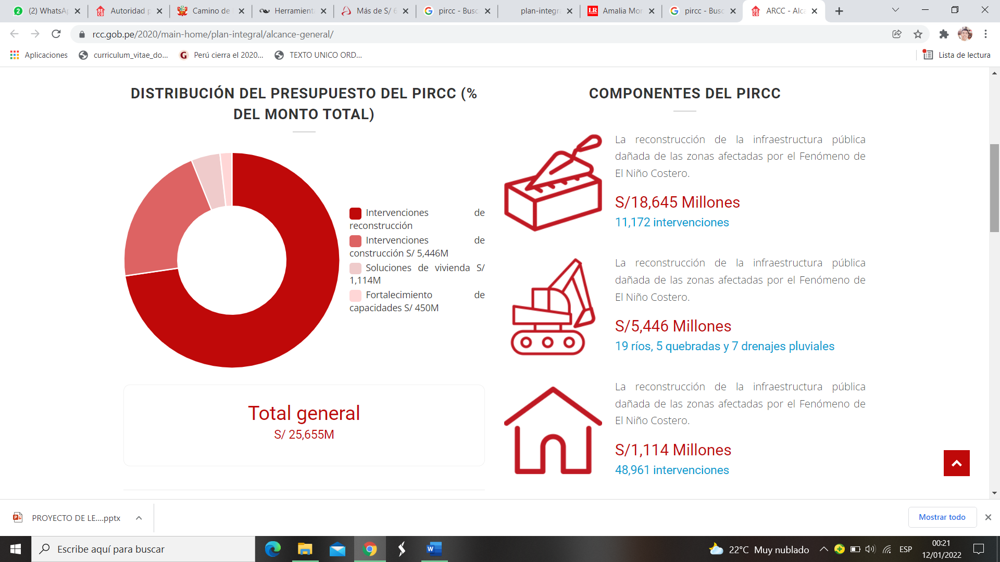 (2) WhatsA
Autoridad p
Camino de
Herramient
Más de S/ 6
pircc - Busc
plan-integra
Amalia Mor
pircc - Busc
ARCC - Alca
rcc.gob.pe/2020/main-home/plan-integral/alcance-general/
Aplicaciones
curriculum_vitae_do...
Perú cierra el 2020...
TEXTO UNICO ORD...
Lista de lectura
DISTRIBUCIÓN DEL PRESUPUESTO DEL PIRCC (%
DEL MONTO TOTAL)
Intervenciones de
reconstrucción
Intervenciones de
construcción S/ 5,446M
Soluciones de vivienda S/
1,114M
Fortalecimiento de
capacidades S/ 450M
Total general
S/ 25,655M
COMPONENTES DEL PIRCC
La reconstrucción de la infraestructura pública
dañada de las zonas afectadas por el Fenómeno de
El Niño Costero.
S/18,645 Millones
11,172 intervenciones
La reconstrucción de la infraestructura pública
dañada de las zonas afectadas por el Fenómeno de
El Niño Costero.
S/5,446 Millones
19 ríos, 5 quebradas y 7 drenajes pluviales
La reconstrucción de la infraestructura pública
dañada de las zonas afectadas por el Fenómeno de
El Niño Costero.
S/1,114 Millones
48,961 intervenciones
PROYECTO DE LE....pptx
Mostrar todo
Escribe aquí para buscar
22°C Muy nublado
ESP
00:21
12/01/2022